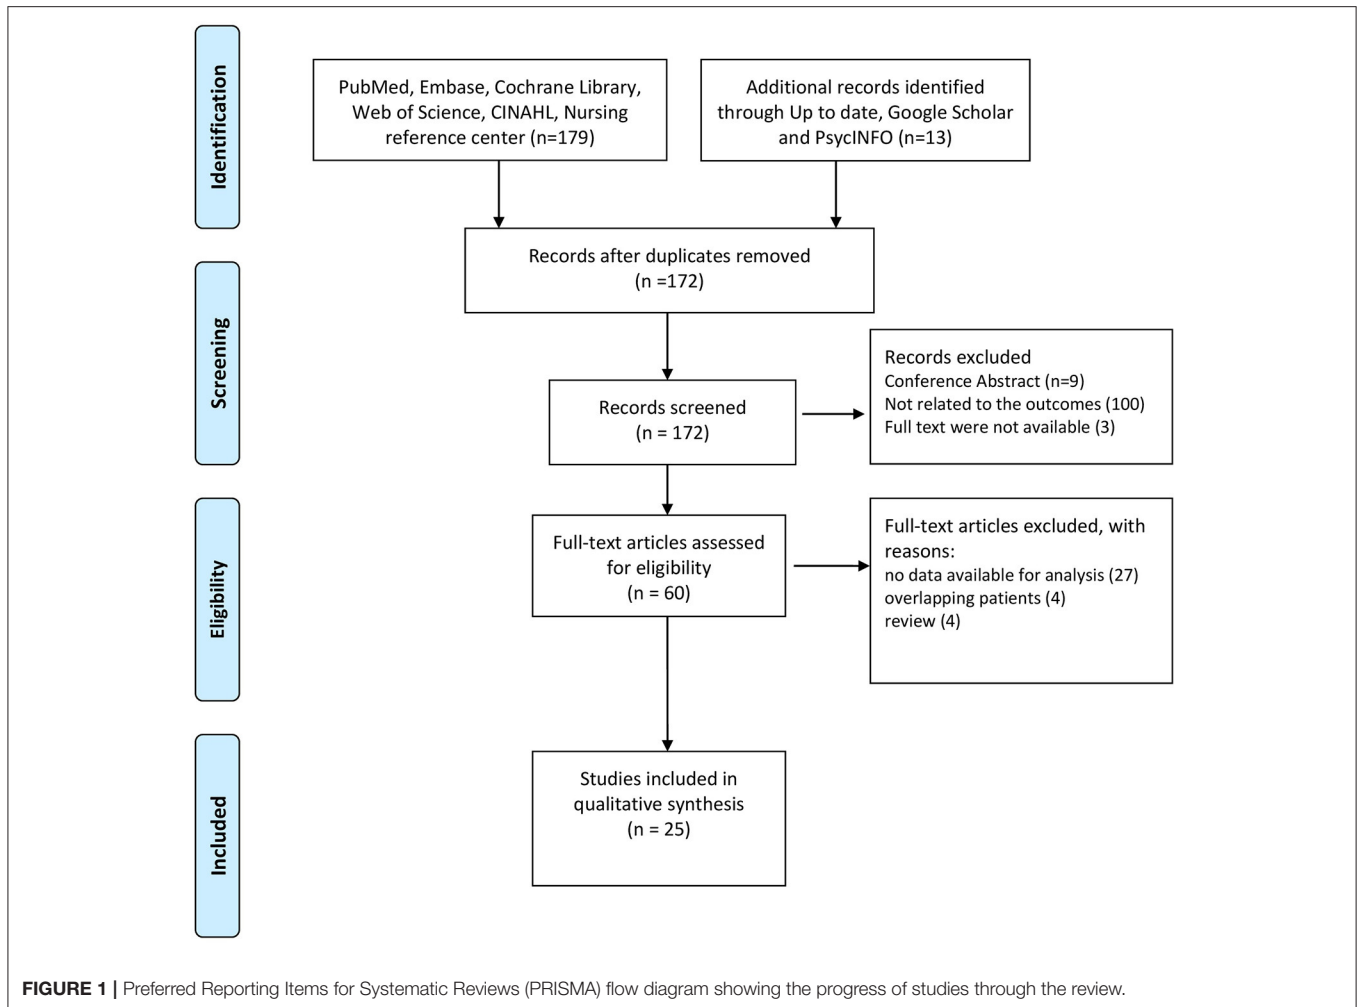 Identification
PubMed, Embase, Cochrane Library,
Web of Science, CINAHL, Nursing
reference center (n=179)
Additional records identified
through Up to date, Google Scholar
and PsycINFO (n=13)
Records after duplicates removed
(n =172)
Screening
Records screened
(n = 172)
Records excluded
Conference Abstract (n=9)
Not related to the outcomes (100)
Full text were not available (3)
Eligibility
Full-text articles assessed
for eligibility
(n = 60)
Full-text articles excluded, with
reasons:
no data available for analysis (27)
overlapping patients (4)
review (4)
Included
Studies included in
qualitative synthesis
(n = 25)
FIGURE 1 | Preferred Reporting Items for Systematic Reviews (PRISMA) flow diagram showing the progress of studies through the review.